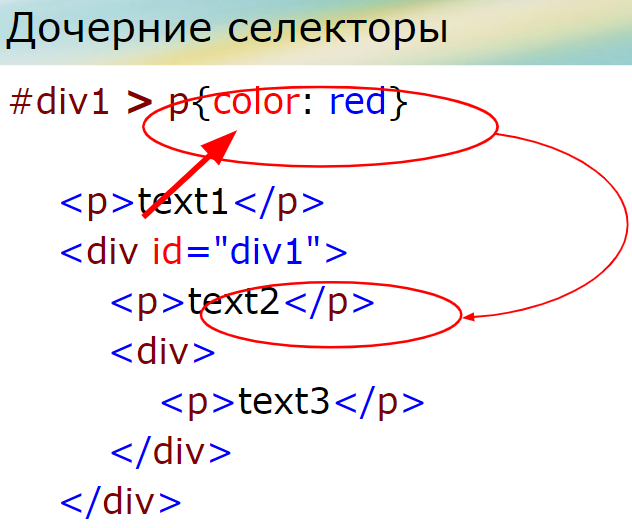 Дочерние селекторы
#div1 > p{color: red}
<p>text1</p>
<div id="div1">
<p>text2</p>
<div>
<p>text3</p>
</div>
</div>